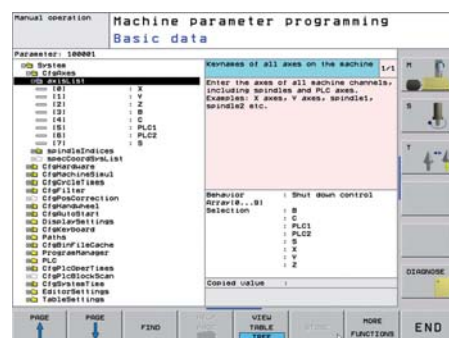 Manual operation
Machine parameter programming
Basic data
Parameter: 100001
System
CfgAxes
axisList
[0] : X
[1] : Y
[2] : Z
[3] : B
[4] : C
[5] : PLC1
[6] : PLC2
[7] : S
spindleIndices
specCoordSysList
CfgHardware
CfgMachineSimul
CfgCycleTimes
CfgFilter
CfgPosCorrection
CfgHandwheel
CfgAutoStart
DisplaySettings
CfgKeyboard
Paths
CfgBinFileCache
ProgramManager
PLC
CfgPlcOperTimes
CfgPlcBlockScan
CfgSystemTime
EditorSettings
TableSettings
Keynames of all axes on the machine
1/1
Enter the axes of all machine channels,
including spindles and PLC axes.
Examples: X axes, Y axes, spindle1,
spindle2 etc.
Behavior : Shut down control
Array[0...9]
Selection : B
: C
: PLC1
: PLC2
: S
: X
: Y
: Z
Copied value :
M
S
T
DIAGNOSE
PAGE
PAGE
FIND
PAGE
VIEW
TABLE
TREE
MORE
FUNCTIONS
END